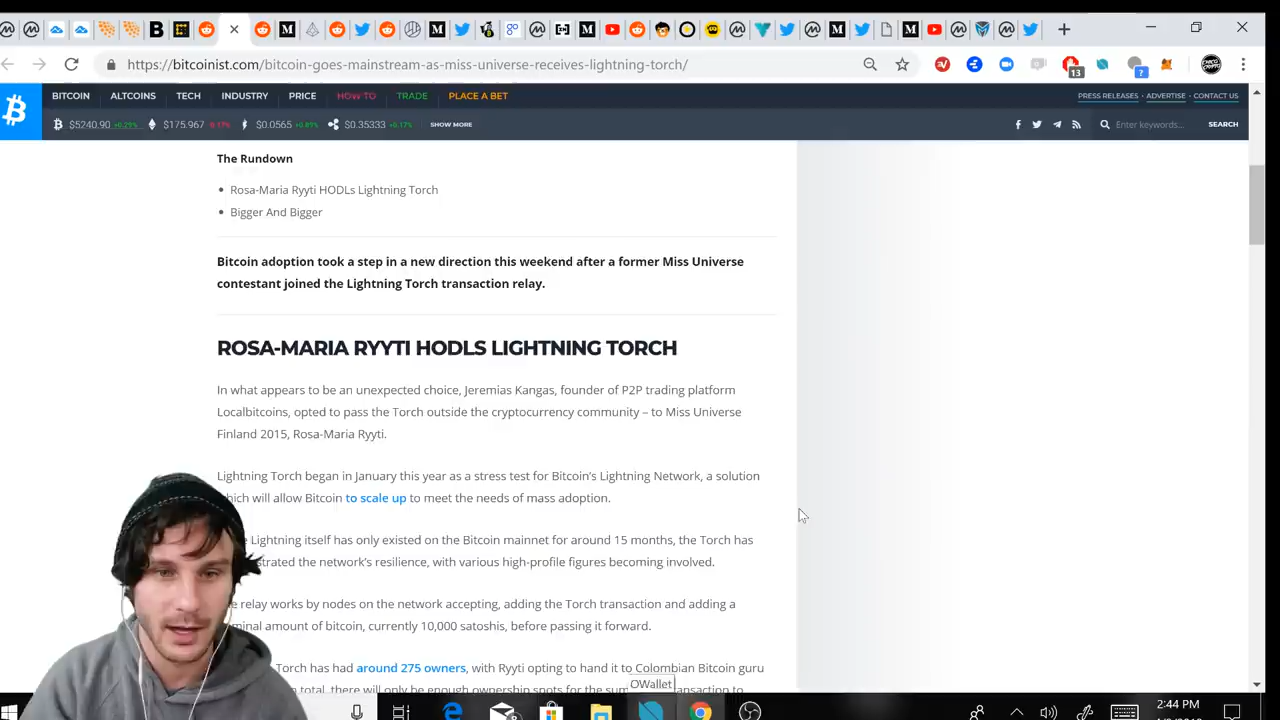 https://bitcoinist.com/bitcoin-goes-mainstream-as-miss-universe-receives-lightning-torch/
13
?
BITCOIN ALTCOINS TECH INDUSTRY PRICE HOW TO TRADE PLACE A BET
PRESS RELEASES ADVERTISE CONTACT US
$5240.90 +0.29% $175.967 -0.17% $0.0565 +0.89% $0.35333 +0.17% SHOW MORE
Enter keywords... SEARCH
The Rundown
Rosa-Maria Ryyti HODLs Lightning Torch
Bigger And Bigger
Bitcoin adoption took a step in a new direction this weekend after a former Miss Universe
contestant joined the Lightning Torch transaction relay.
ROSA-MARIA RYYTI HODLS LIGHTNING TORCH
In what appears to be an unexpected choice, Jeremias Kangas, founder of P2P trading platform
Localbitcoins, opted to pass the Torch outside the cryptocurrency community – to Miss Universe
Finland 2015, Rosa-Maria Ryyti.
Lightning Torch began in January this year as a stress test for Bitcoin's Lightning Network, a solution
which will allow Bitcoin to scale up to meet the needs of mass adoption.
Lightning itself has only existed on the Bitcoin mainnet for around 15 months, the Torch has
strated the network's resilience, with various high-profile figures becoming involved.
relay works by nodes on the network accepting, adding the Torch transaction and adding a
minal amount of bitcoin, currently 10,000 satoshis, before passing it forward.
Torch has had around 275 owners, with Ryyti opting to hand it to Colombian Bitcoin guru
total, there will only be enough ownership spots for the sum
OWallet
2:44 PM